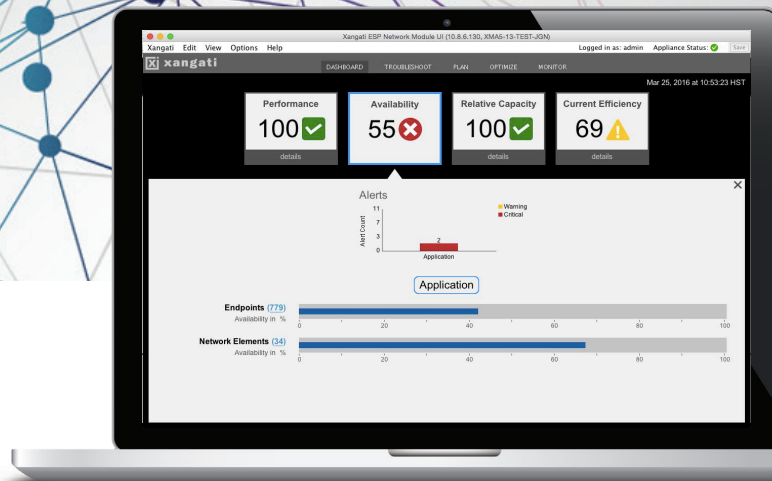 Xangati ESP Network Module UI (10.8.6.130, XMA5-13-TEST-JGN)
Xangati Edit View Options Help Logged in as: admin Appliance Status: Save
xangati DASHBOARD TROUBLESHOOT PLAN OPTIMIZE MONITOR
Mar 25, 2016 at 10:53:23 HST
Performance
100
details
Availability
55
Relative Capacity
100
details
Current Efficiency
69
details
Alerts
Warning
Critical
Alert Count
11
7
3
0
2
Application
Application
Endpoints (779)
Availability in %
0 20 40 60 80 100
Network Elements (34)
Availability in %
0 20 40 60 80 100